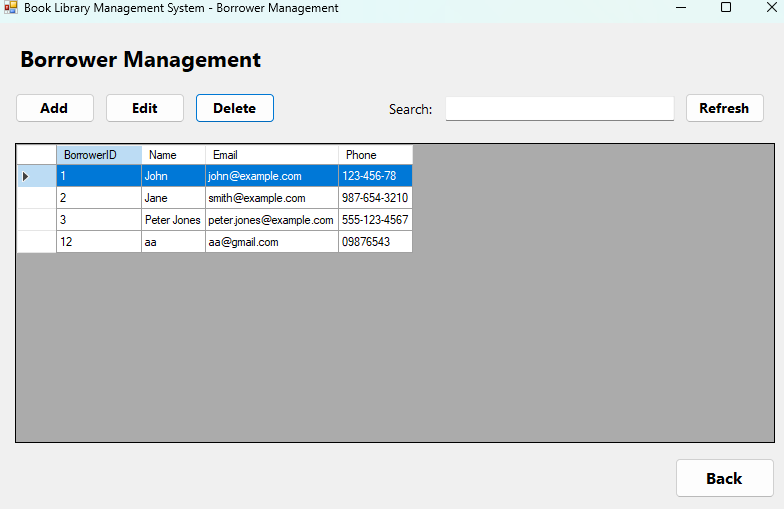 Book Library Management System - Borrower Management
Borrower Management
Add Edit Delete Search: Refresh
BorrowerID Name Email Phone
1 John john@example.com 123-456-78
2 Jane smith@example.com 987-654-3210
3 Peter Jones peter.jones@example.com 555-123-4567
12 aa aa@gmail.com 09876543
Back